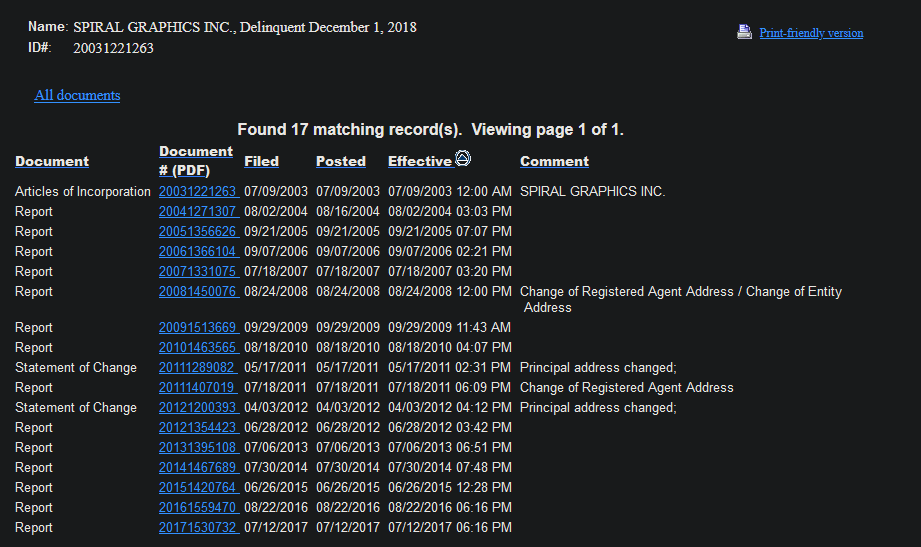 Name: SPIRAL GRAPHICS INC., Delinquent December 1, 2018
ID#: 20031221263
Print-friendly version
All documents
Found 17 matching record(s). Viewing page 1 of 1.
Document Document # (PDF) Filed Posted Effective Comment
Articles of Incorporation 20031221263 07/09/2003 07/09/2003 07/09/2003 12:00 AM SPIRAL GRAPHICS INC.
Report 20041271307 08/02/2004 08/16/2004 08/02/2004 03:03 PM
Report 20051356626 09/21/2005 09/21/2005 09/21/2005 07:07 PM
Report 20061366104 09/07/2006 09/07/2006 09/07/2006 02:21 PM
Report 20071331075 07/18/2007 07/18/2007 07/18/2007 03:20 PM
Report 20081450076 08/24/2008 08/24/2008 08/24/2008 12:00 PM Change of Registered Agent Address / Change of Entity
Address
Report 20091513669 09/29/2009 09/29/2009 09/29/2009 11:43 AM
Report 20101463565 08/18/2010 08/18/2010 08/18/2010 04:07 PM
Statement of Change 20111289082 05/17/2011 05/17/2011 05/17/2011 02:31 PM Principal address changed;
Report 20111407019 07/18/2011 07/18/2011 07/18/2011 06:09 PM Change of Registered Agent Address
Statement of Change 20121200393 04/03/2012 04/03/2012 04/03/2012 04:12 PM Principal address changed;
Report 20121354423 06/28/2012 06/28/2012 06/28/2012 03:42 PM
Report 20131395108 07/06/2013 07/06/2013 07/06/2013 06:51 PM
Report 20141467689 07/30/2014 07/30/2014 07/30/2014 07:48 PM
Report 20151420764 06/26/2015 06/26/2015 06/26/2015 12:28 PM
Report 20161559470 08/22/2016 08/22/2016 08/22/2016 06:16 PM
Report 20171530732 07/12/2017 07/12/2017 07/12/2017 06:16 PM